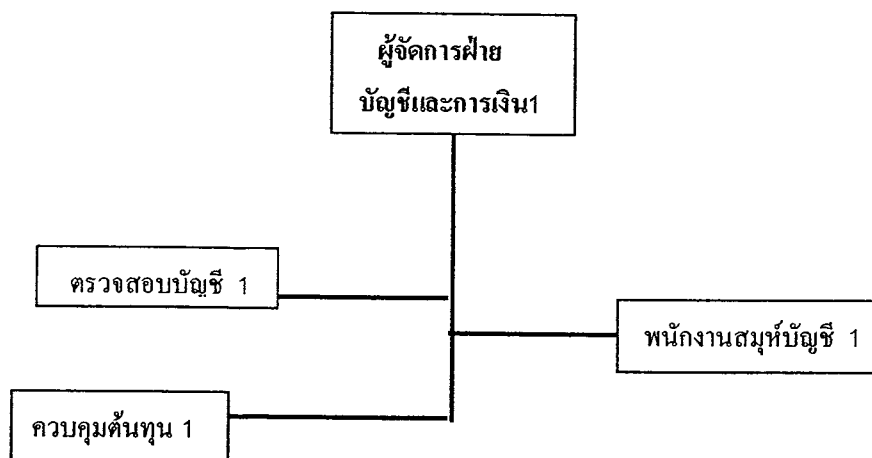 ผู้จัดการฝ่าย
บัญชีและการเงิน1
ตรวจสอบบัญชี 1
พนักงานสมุห์บัญชี 1
ควบคุมต้นทุน 1